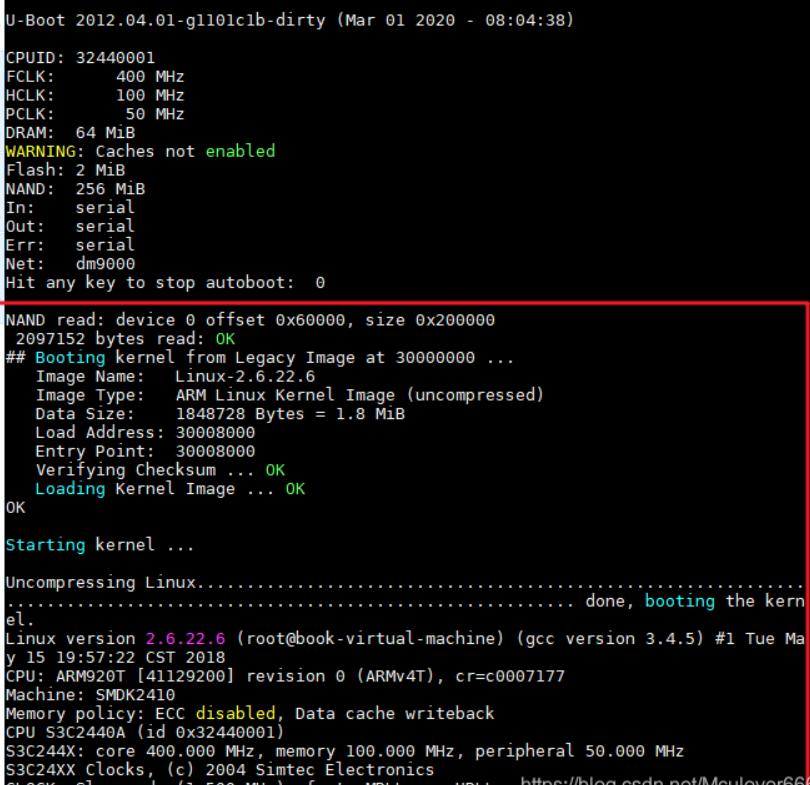 U-Boot 2012.04.01-g1101c1b-dirty (Mar 01 2020 - 08:04:38)
CPUID: 32440001
FCLK:      400 MHz
HCLK:      100 MHz
PCLK:       50 MHz
DRAM:  64 MiB
WARNING: Caches not enabled
Flash: 2 MiB
NAND:  256 MiB
In:    serial
Out:   serial
Err:   serial
Net:   dm9000
Hit any key to stop autoboot:  0
NAND read: device 0 offset 0x60000, size 0x200000
 2097152 bytes read: OK
## Booting kernel from Legacy Image at 30000000 ...
   Image Name:   Linux-2.6.22.6
   Image Type:   ARM Linux Kernel Image (uncompressed)
   Data Size:    1848728 Bytes = 1.8 MiB
   Load Address: 30008000
   Entry Point:  30008000
   Verifying Checksum ... OK
   Loading Kernel Image ... OK
OK
Starting kernel ...
Uncompressing Linux.............................................................
......................................................... done, booting the kern
el.
Linux version 2.6.22.6 (root@book-virtual-machine) (gcc version 3.4.5) #1 Tue Ma
y 15 19:57:22 CST 2018
CPU: ARM920T [41129200] revision 0 (ARMv4T), cr=c0007177
Machine: SMDK2410
Memory policy: ECC disabled, Data cache writeback
CPU S3C2440A (id 0x32440001)
S3C244X: core 400.000 MHz, memory 100.000 MHz, peripheral 50.000 MHz
S3C24XX Clocks, (c) 2004 Simtec Electronics